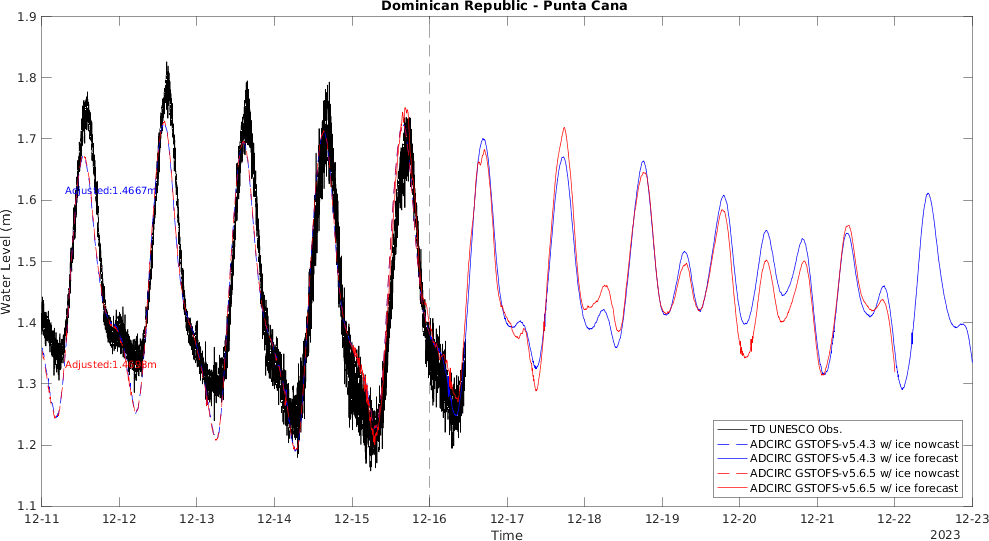 Dominican Republic - Punta Cana
1.9
1.8
1.7
1.6
1.5
1.4
1.3
1.2
1.1
Water Level (m)
Adjusted:1.4667m
TD UNESCO Obs.
ADCIRC GSTOFS-v5.4.3 w/ ice nowcast
ADCIRC GSTOFS-v5.4.3 w/ ice forecast
ADCIRC GSTOFS-v5.6.5 w/ ice nowcast
ADCIRC GSTOFS-v5.6.5 w/ ice forecast
12-11 12-12 12-13 12-14 12-15 12-16 12-17 12-18 12-19 12-20 12-21 12-22 12-23
Time
2023